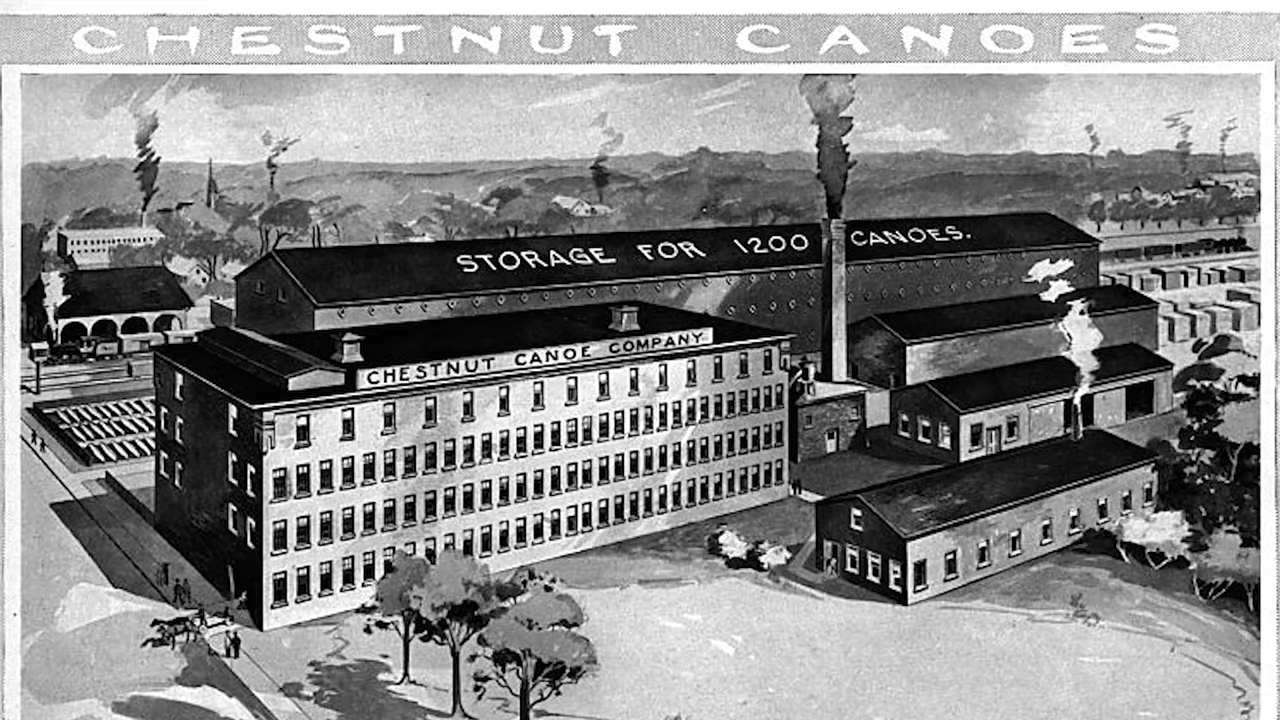 CHESTNUT CANOES
STORAGE FOR 1200 CANOES.
CHESTNUT CANOE COMPANY